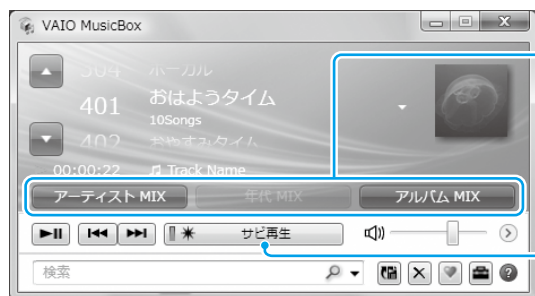 VAIO MusicBox
304 ボーカル
401 おはようタイム
10Songs
402 おやすみタイム
00:00:22 Track Name
アーティスト MIX 年代 MIX アルバム MIX
サビ再生
検索